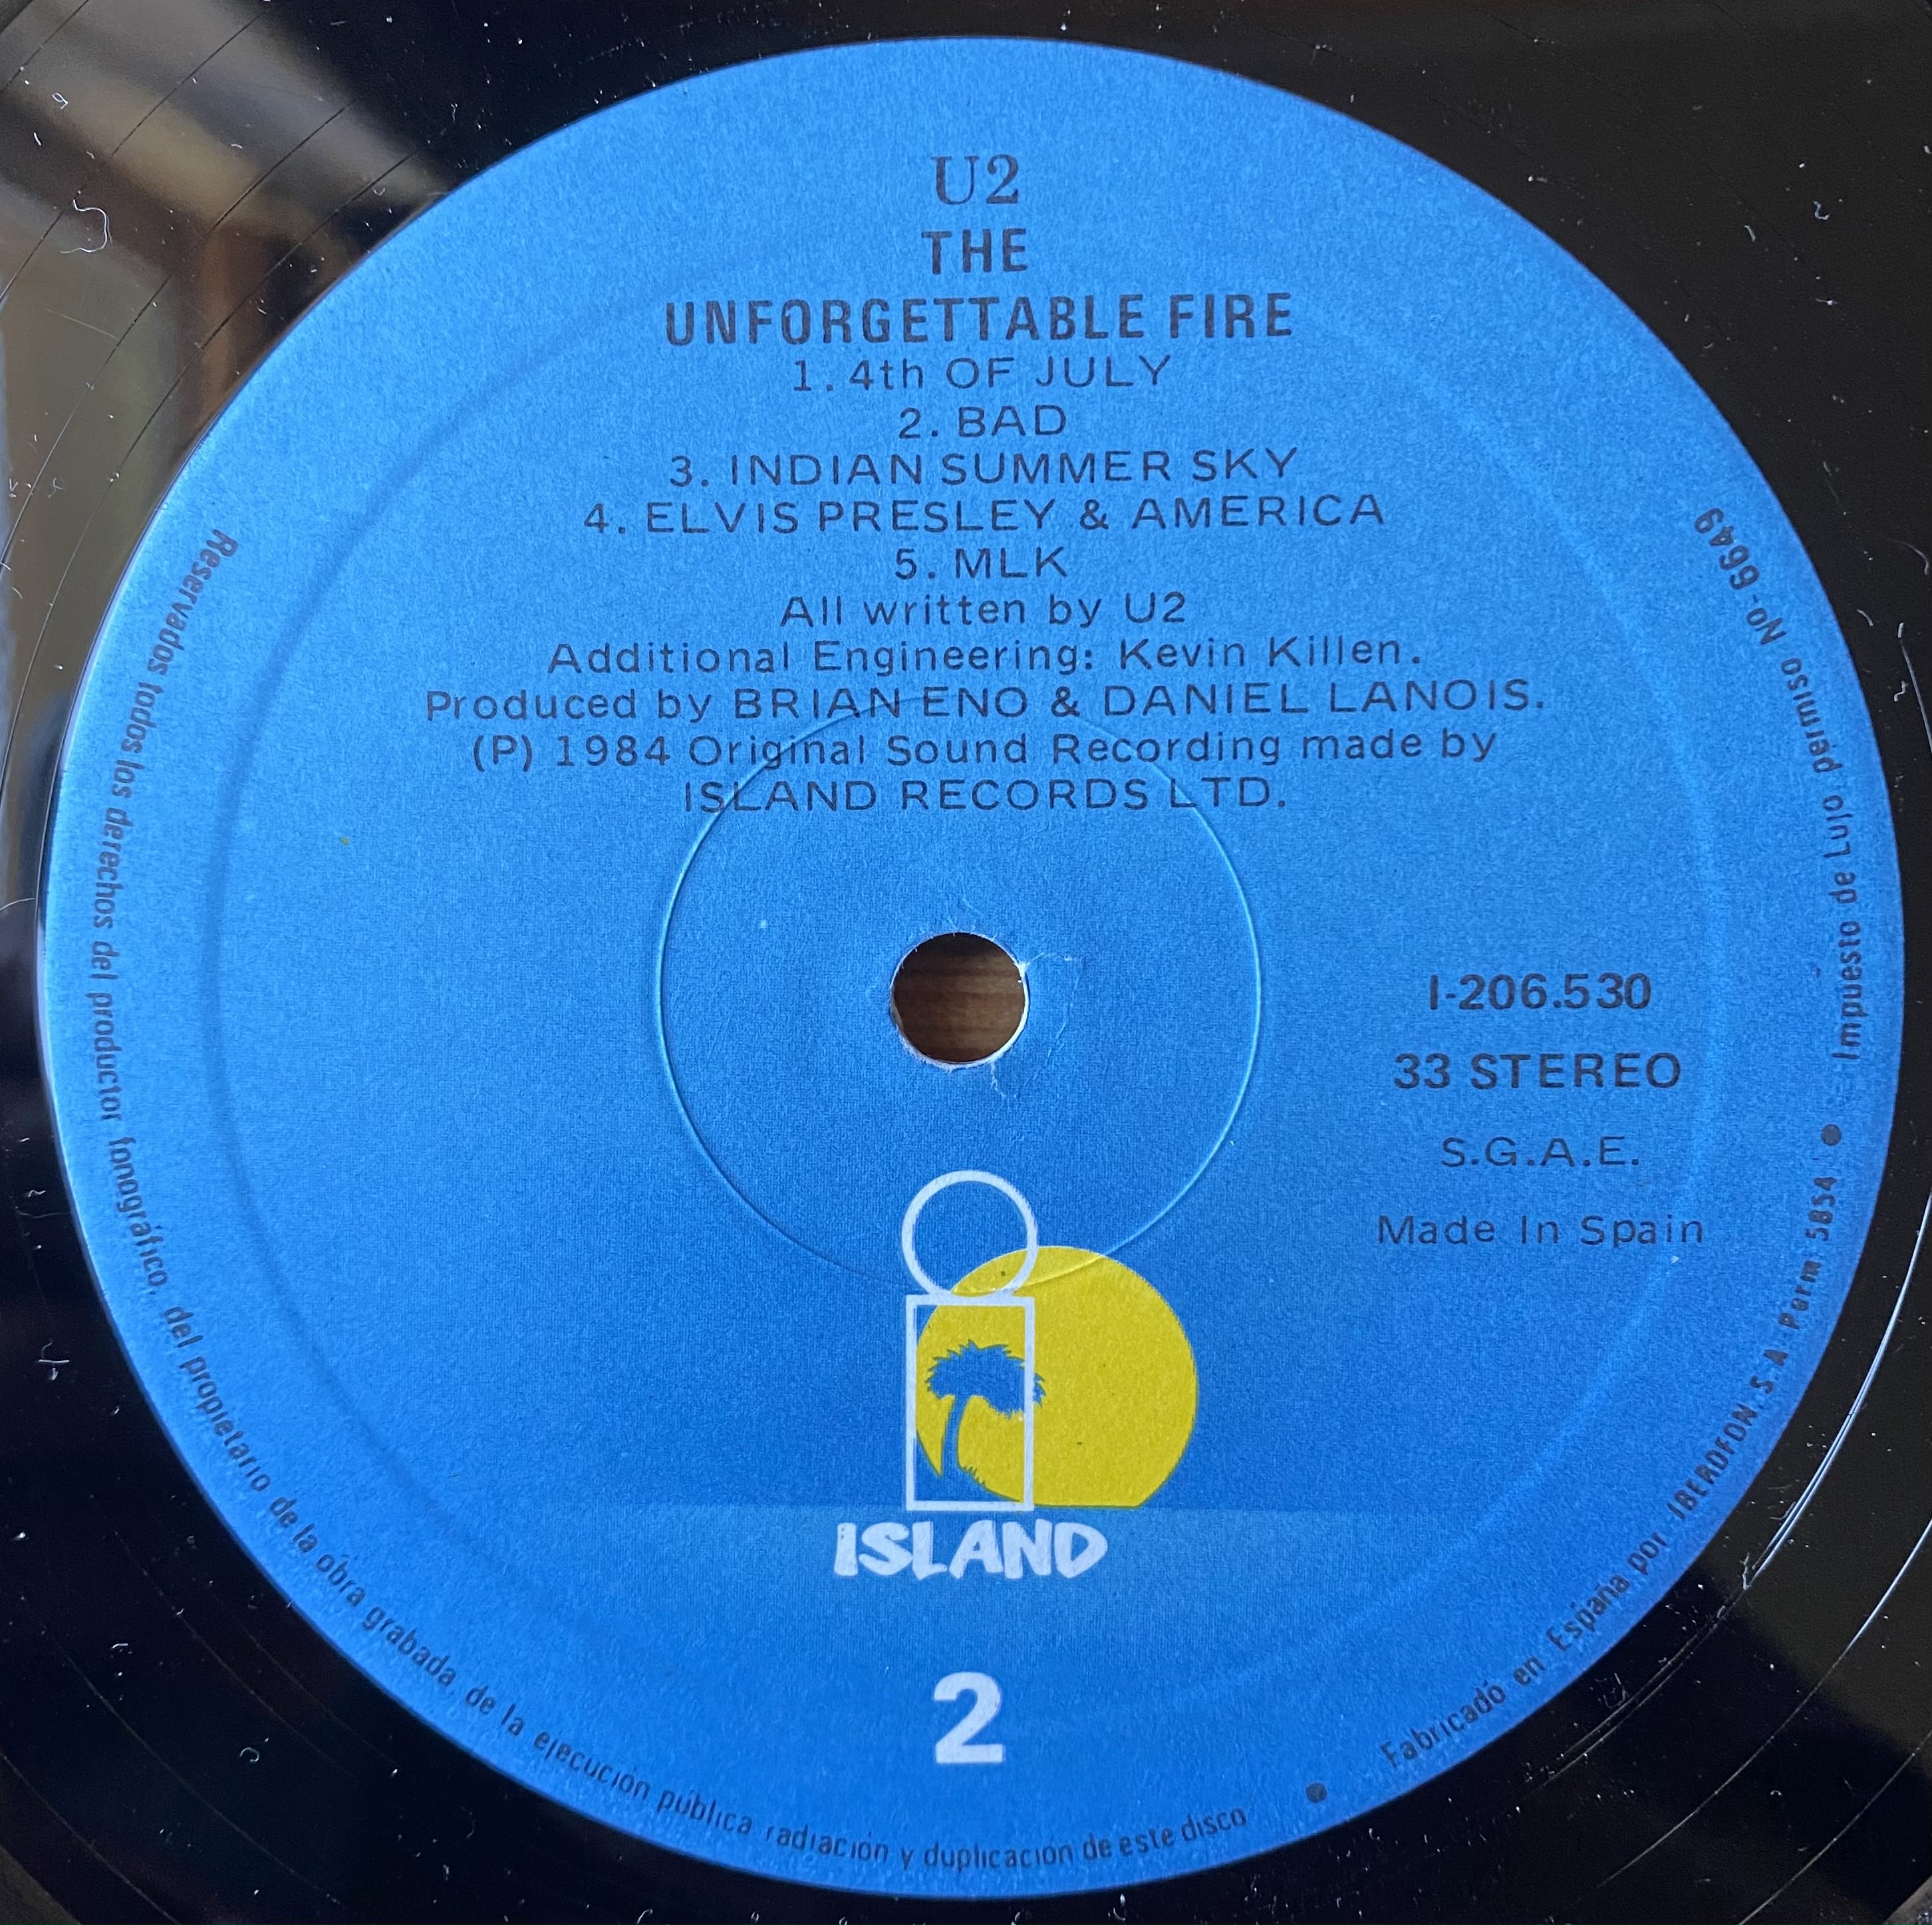 U2
THE
UNFORGETTABLE FIRE
1. 4th OF JULY
2. BAD
3. INDIAN SUMMER SKY
4. ELVIS PRESLEY & AMERICA
5. MLK
All written by U2
Additional Engineering: Kevin Killen.
Produced by BRIAN ENO & DANIEL LANOIS.
(P) 1984 Original Sound Recording made by
ISLAND RECORDS LTD.
I-206.530
33 STEREO
S.G.A.E.
Made In Spain
ISLAND
2
Reservados todos los derechos del productor fonográfico, del propietario de la obra grabada de la ejecución pública radiación y duplicación de este disco ● Fabricado en España por IBEROFON. S. A. Perm. 5854 ● Impuesto de Lujo permiso No-6649